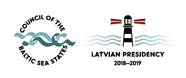 COUNCIL OF THE
BALTIC SEA STATES
LATVIAN PRESIDENCY
2018–2019